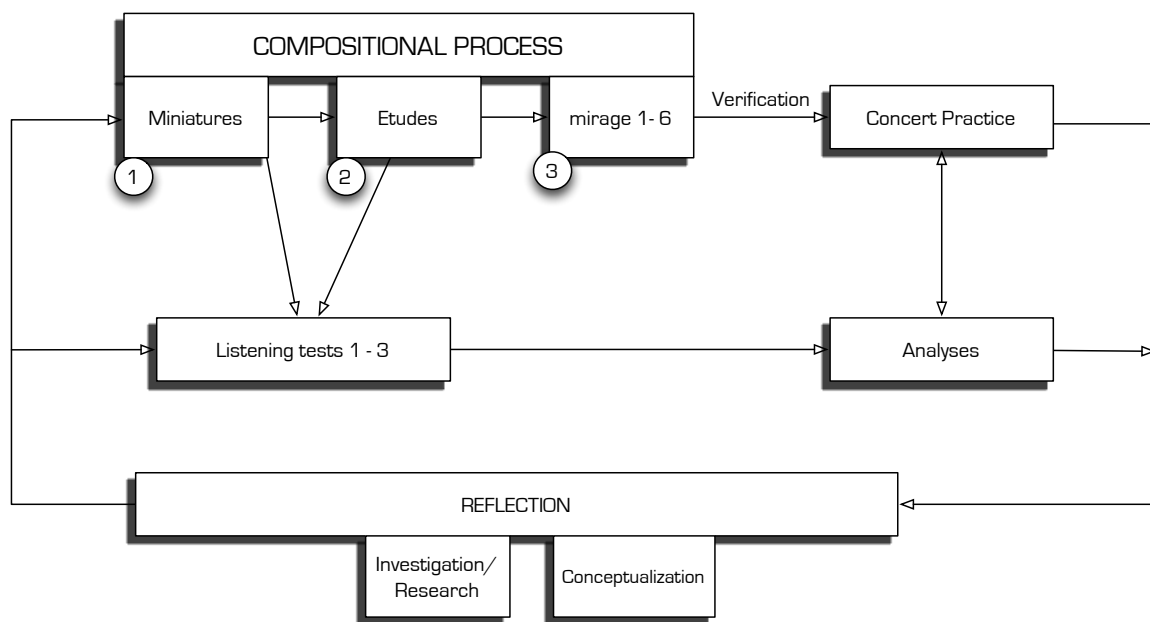 COMPOSITIONAL PROCESS
Miniatures
Etudes
mirage 1- 6
Verification
Concert Practice
1
2
3
Listening tests 1 - 3
Analyses
REFLECTION
Investigation/
Research
Conceptualization